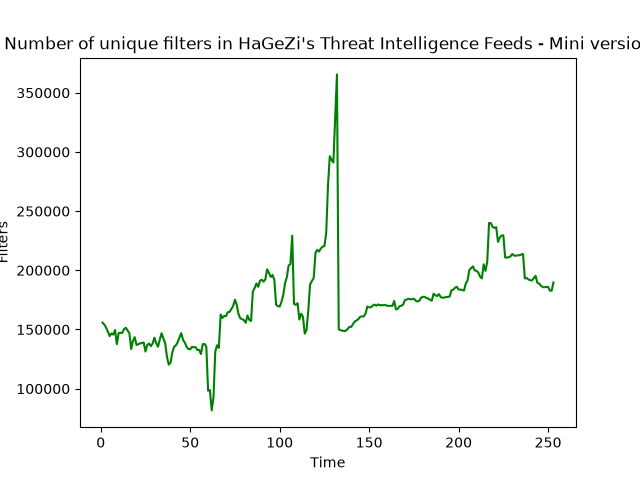 Number of unique filters in HaGeZi's Threat Intelligence Feeds - Mini versio
350000
300000
250000
200000
150000
100000
Filters
0 50 100 150 200 250
Time